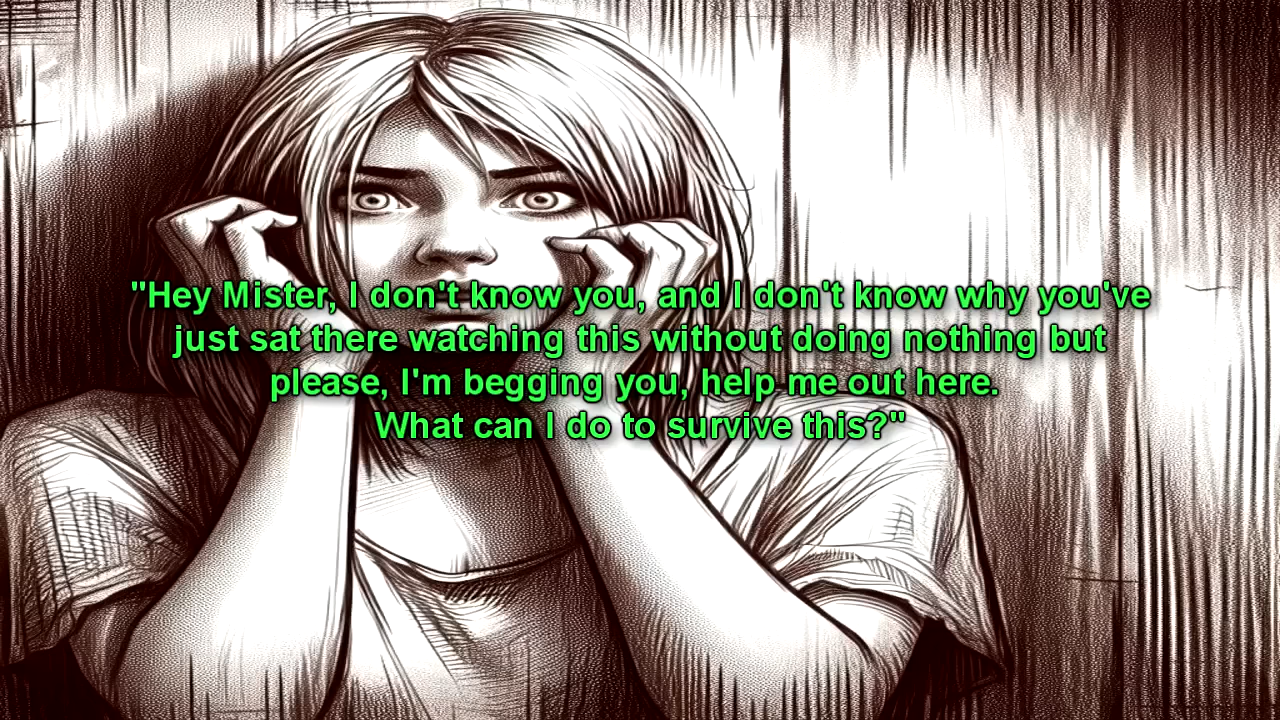 "Hey Mister, I don't know you, and I don't know why you've
just sat there watching this without doing nothing but
please, I'm begging you, help me out here.
What can I do to survive this?"